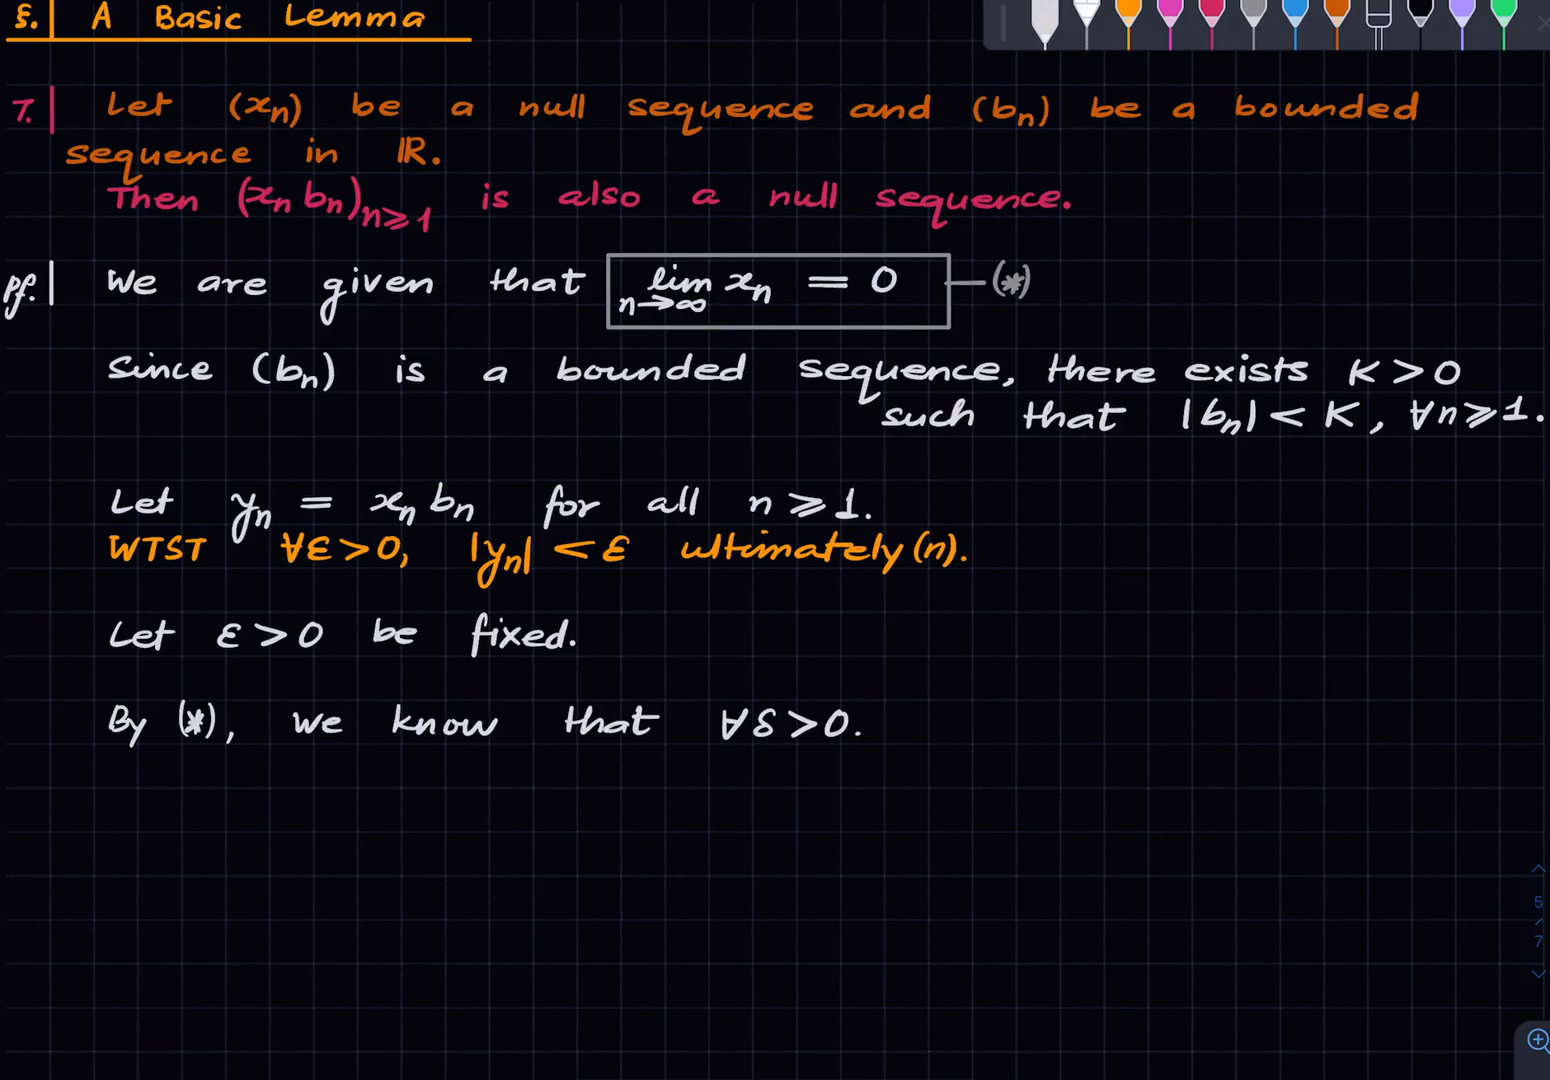 §. A Basic Lemma
7. Let (xₙ) be a null sequence and (bₙ) be a bounded
sequence in ℝ.
Then (xₙ bₙ)ₙ≥₁ is also a null sequence.
Pf. We are given that lim n→∞ xₙ = 0 — (*)
Since (bₙ) is a bounded sequence, there exists K > 0
such that |bₙ| < K, ∀n ≥ 1.
Let yₙ = xₙ bₙ for all n ≥ 1.
WTST ∀ε > 0, |yₙ| < ε ultimately (n).
Let ε > 0 be fixed.
By (*), we know that ∀δ > 0.
5
7